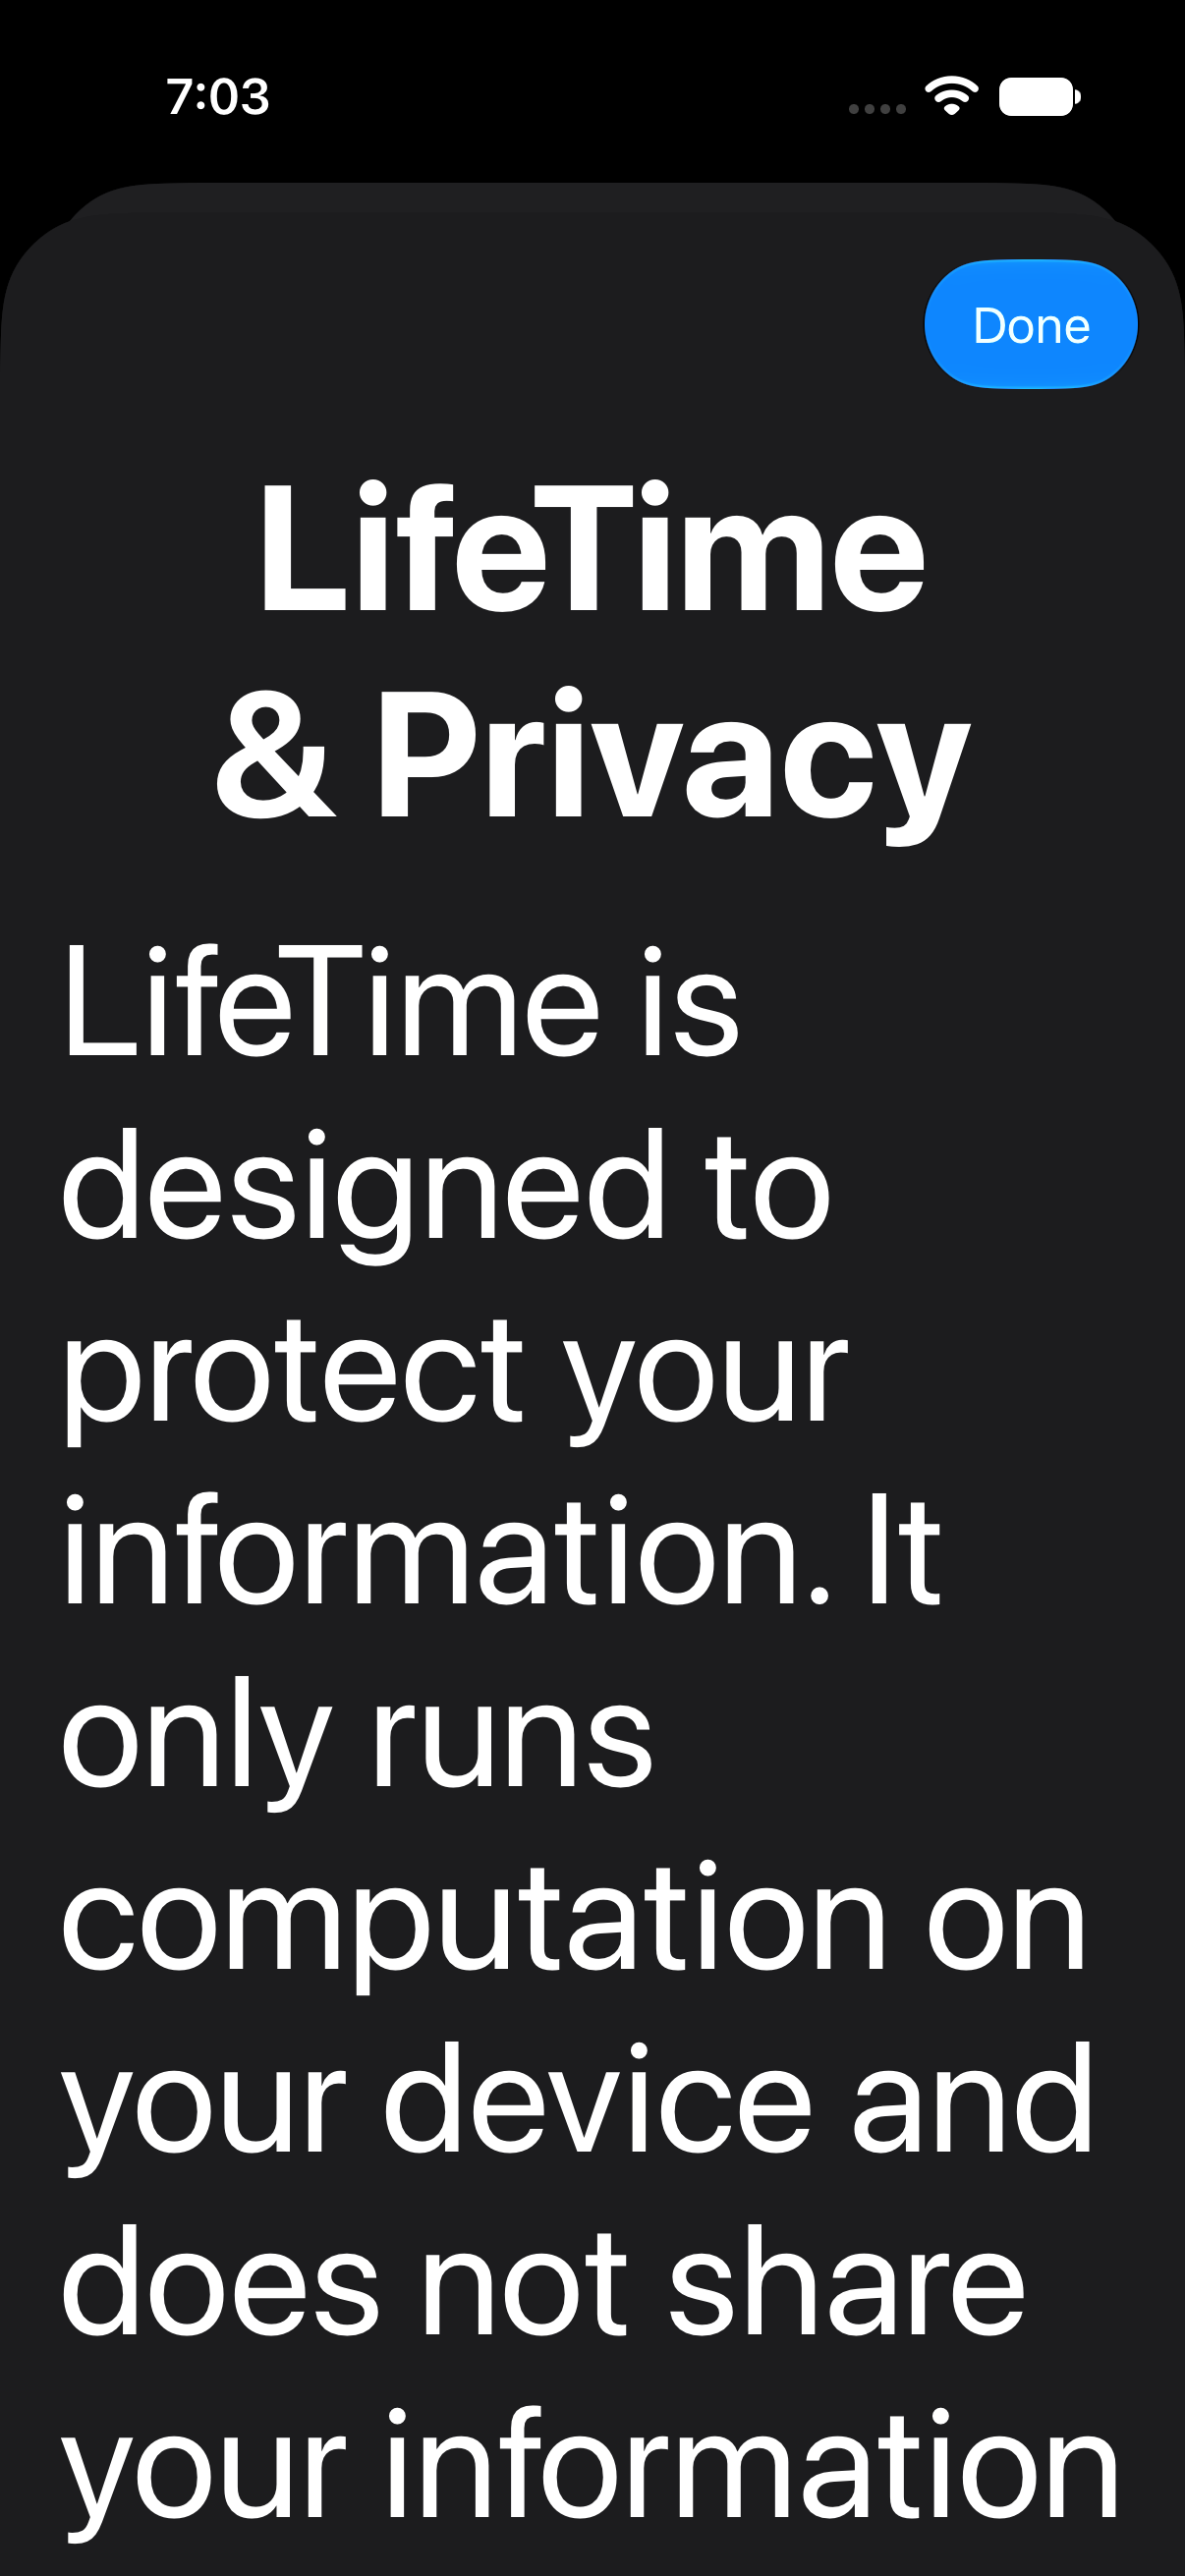 7:03
Done
LifeTime
& Privacy
LifeTime is
designed to
protect your
information. It
only runs
computation on
your device and
does not share
your information